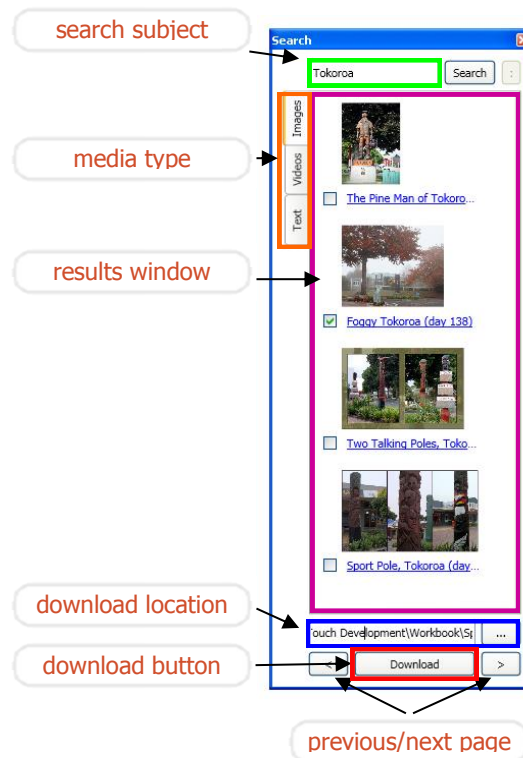 search subject
Search
Tokoroa
Search
:
media type
Images
Videos
Text
The Pine Man of Tokoro...
results window
Foggy Tokoroa (day 138)
Two Talking Poles, Toko...
Sport Pole, Tokoroa (day...
download location
Touch Development\Workbook\Sp
...
download button
<
Download
>
previous/next page